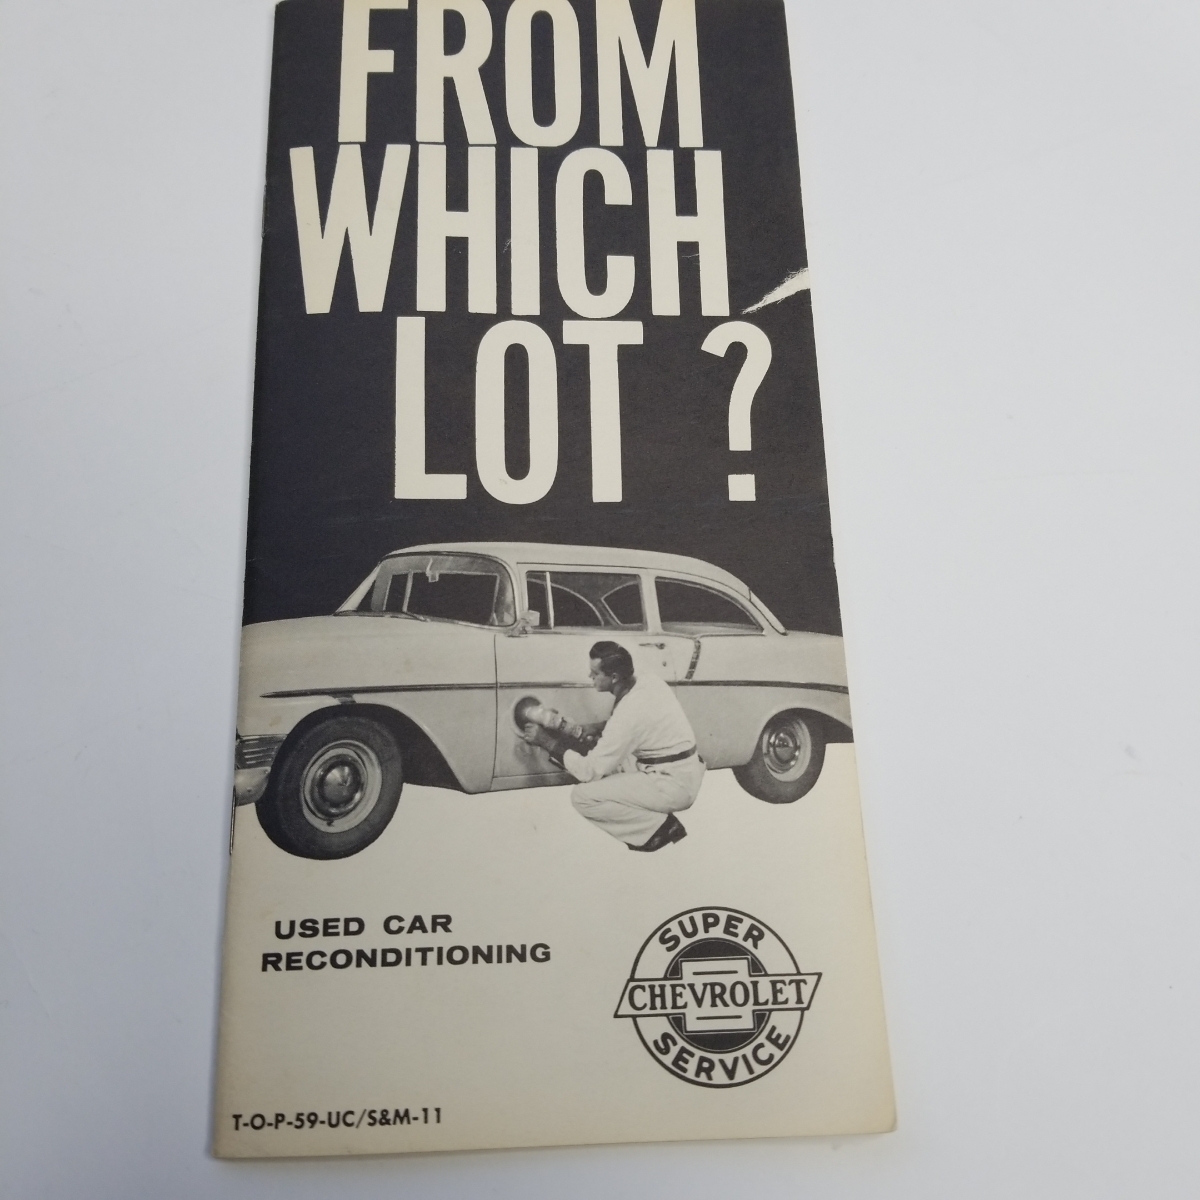 FROM
WHICH
LOT ?
USED CAR
RECONDITIONING
SUPER
CHEVROLET
SERVICE
T-O-P-59-UC/S&M-11